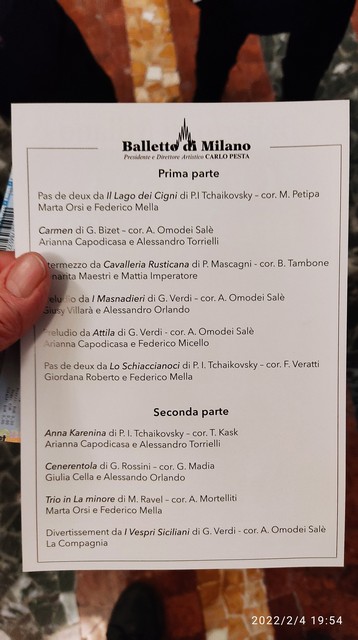 Balletto di Milano
Presidente e Direttore Artistico CARLO PESTA
Prima parte
Pas de deux da Il Lago dei Cigni di P.I Tchaikovsky – cor. M. Petipa
Marta Orsi e Federico Mella
Carmen di G. Bizet – cor. A. Omodei Salè
Arianna Capodicasa e Alessandro Torrielli
termezzo da Cavalleria Rusticana di P. Mascagni - cor. B. Tambone
Maestri e Mattia Imperatore
eludio da I Masnadieri di G. Verdi – cor. A. Omodei Salè
Giusy Villarà e Alessandro Orlando
Preludio da Attila di G. Verdi - cor. A. Omodei Salè
Arianna Capodicasa e Federico Micello
Pas de deux da Lo Schiaccianoci di P. I. Tchaikovsky – cor. F. Veratti
Giordana Roberto e Federico Mella
Seconda parte
Anna Karenina di P. I. Tchaikovsky – cor. T. Kask
Arianna Capodicasa e Alessandro Torrielli
Cenerentola di G. Rossini – cor. G. Madia
Giulia Cella e Alessando Orlando
Trio in La minore di M. Ravel – cor. A. Mortelliti
Marta Orsi e Federico Mella
Divertissement da I Vespri Siciliani di G. Verdi - cor. A. Omodei Salè
La Compagnia
2022/2/4 19:54